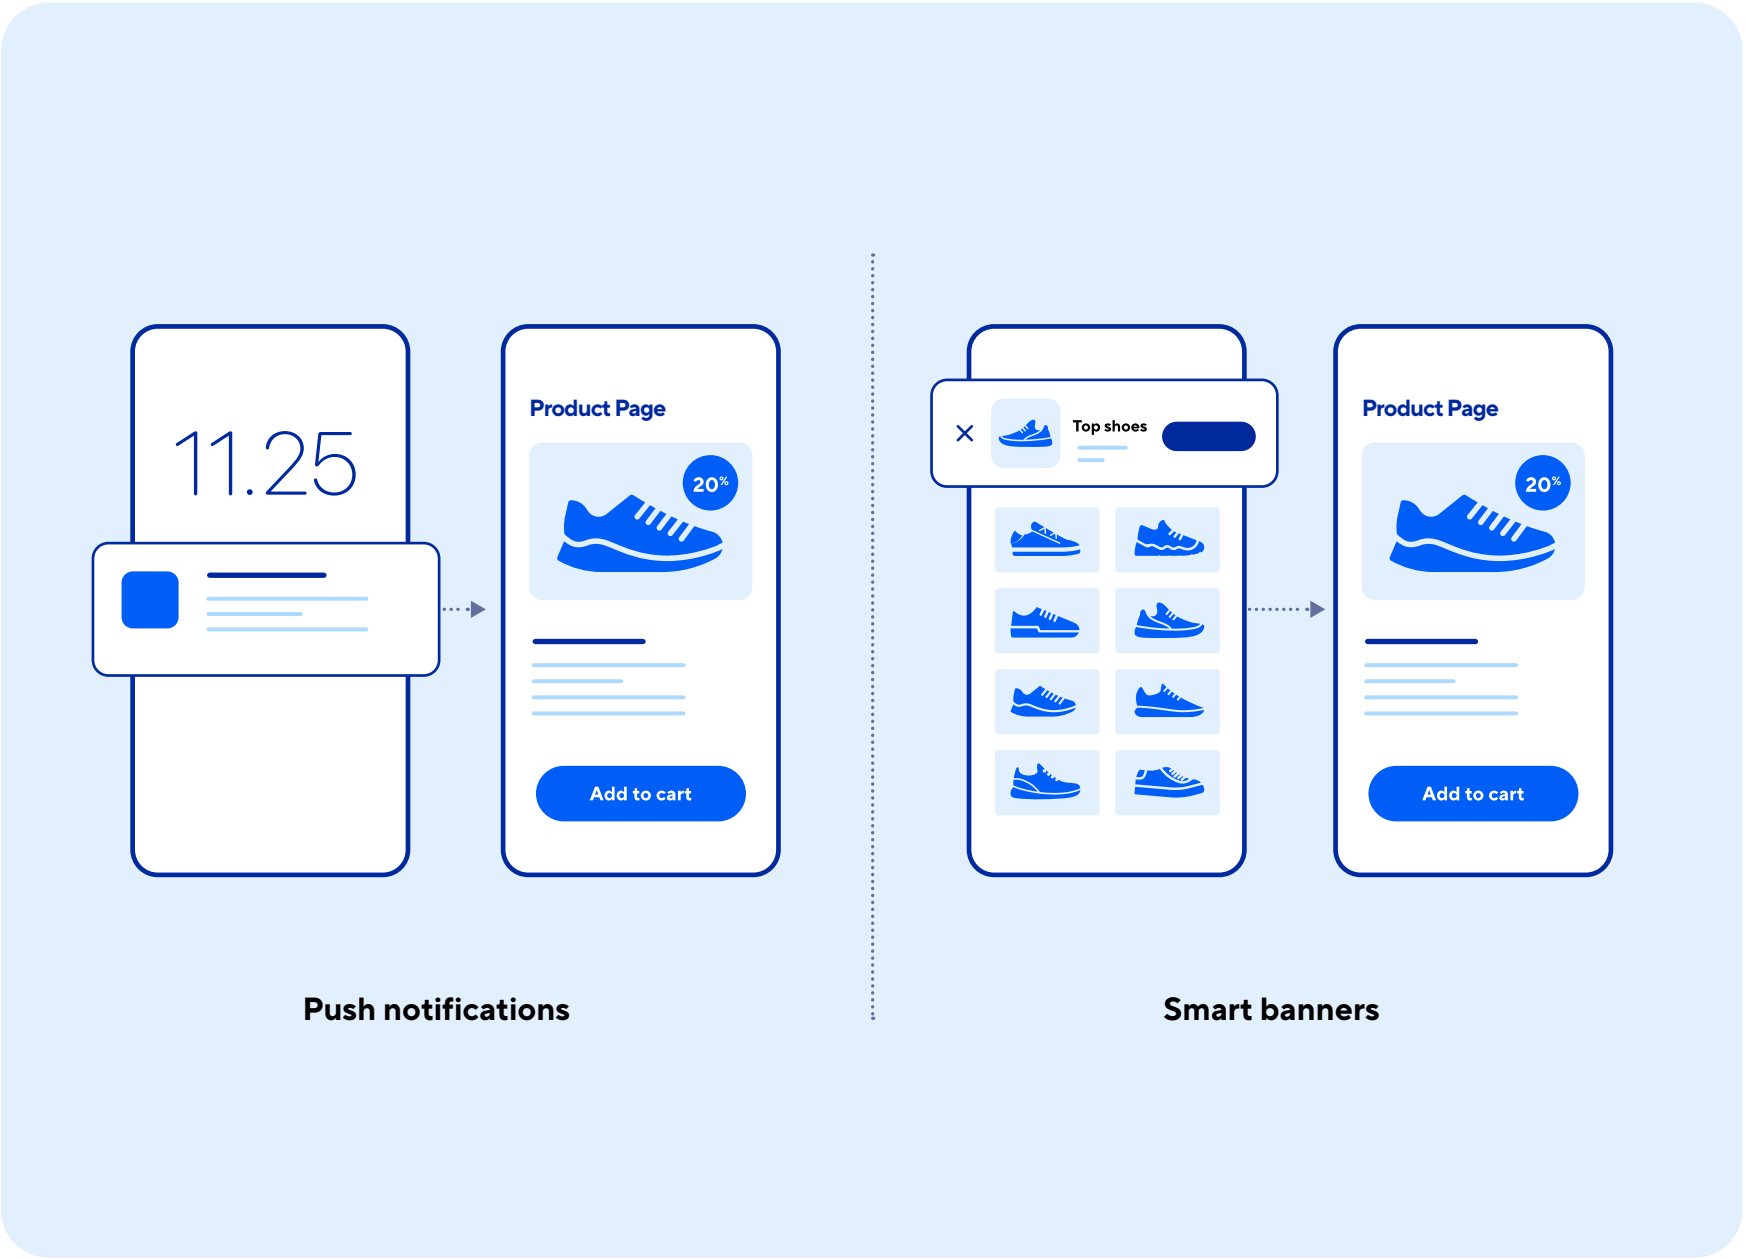 11.25
Product Page
20%
Add to cart
Push notifications
Top shoes
Product Page
20%
Add to cart
Smart banners